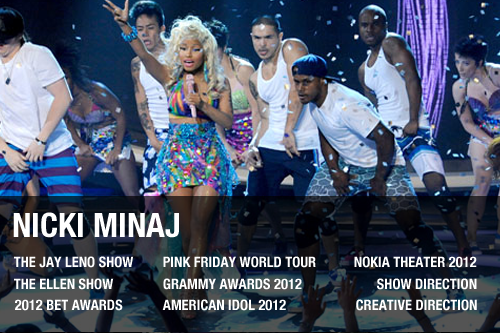 NICKI MINAJ
THE JAY LENO SHOW PINK FRIDAY WORLD TOUR NOKIA THEATER 2012
THE ELLEN SHOW GRAMMY AWARDS 2012 SHOW DIRECTION
2012 BET AWARDS AMERICAN IDOL 2012 CREATIVE DIRECTION